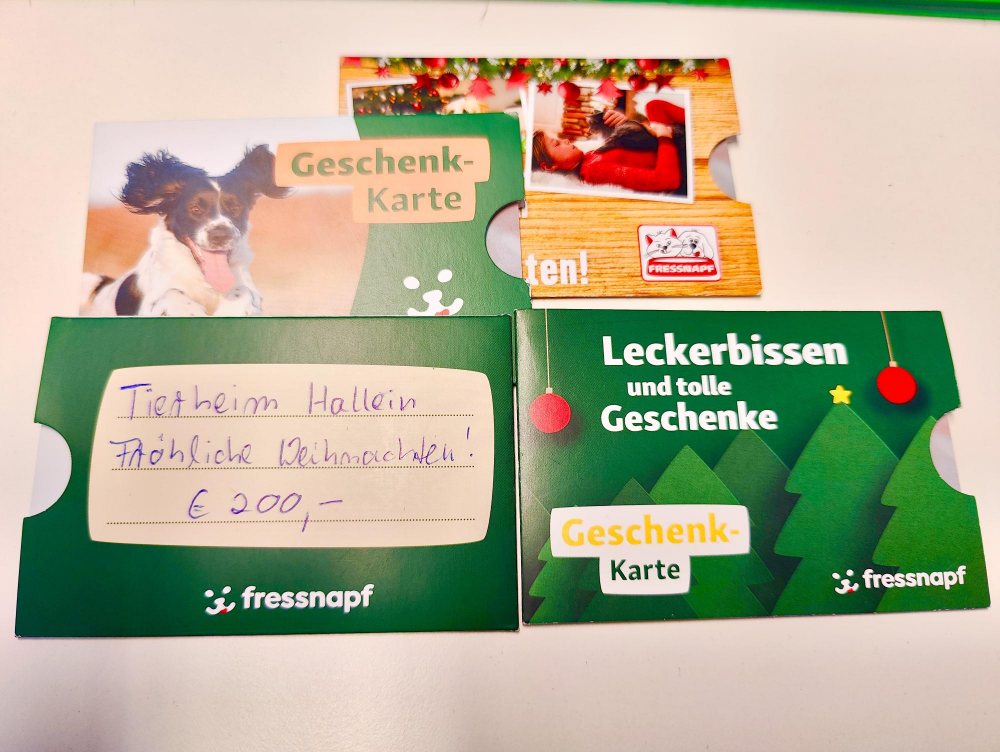 Geschenk-
Karte
ten!
FRESSNAPF
Tierheim Hallein
Fröhliche Weihnachten!
€ 200,-
fressnapf
Leckerbissen
und tolle
Geschenke
Geschenk-
Karte
fressnapf